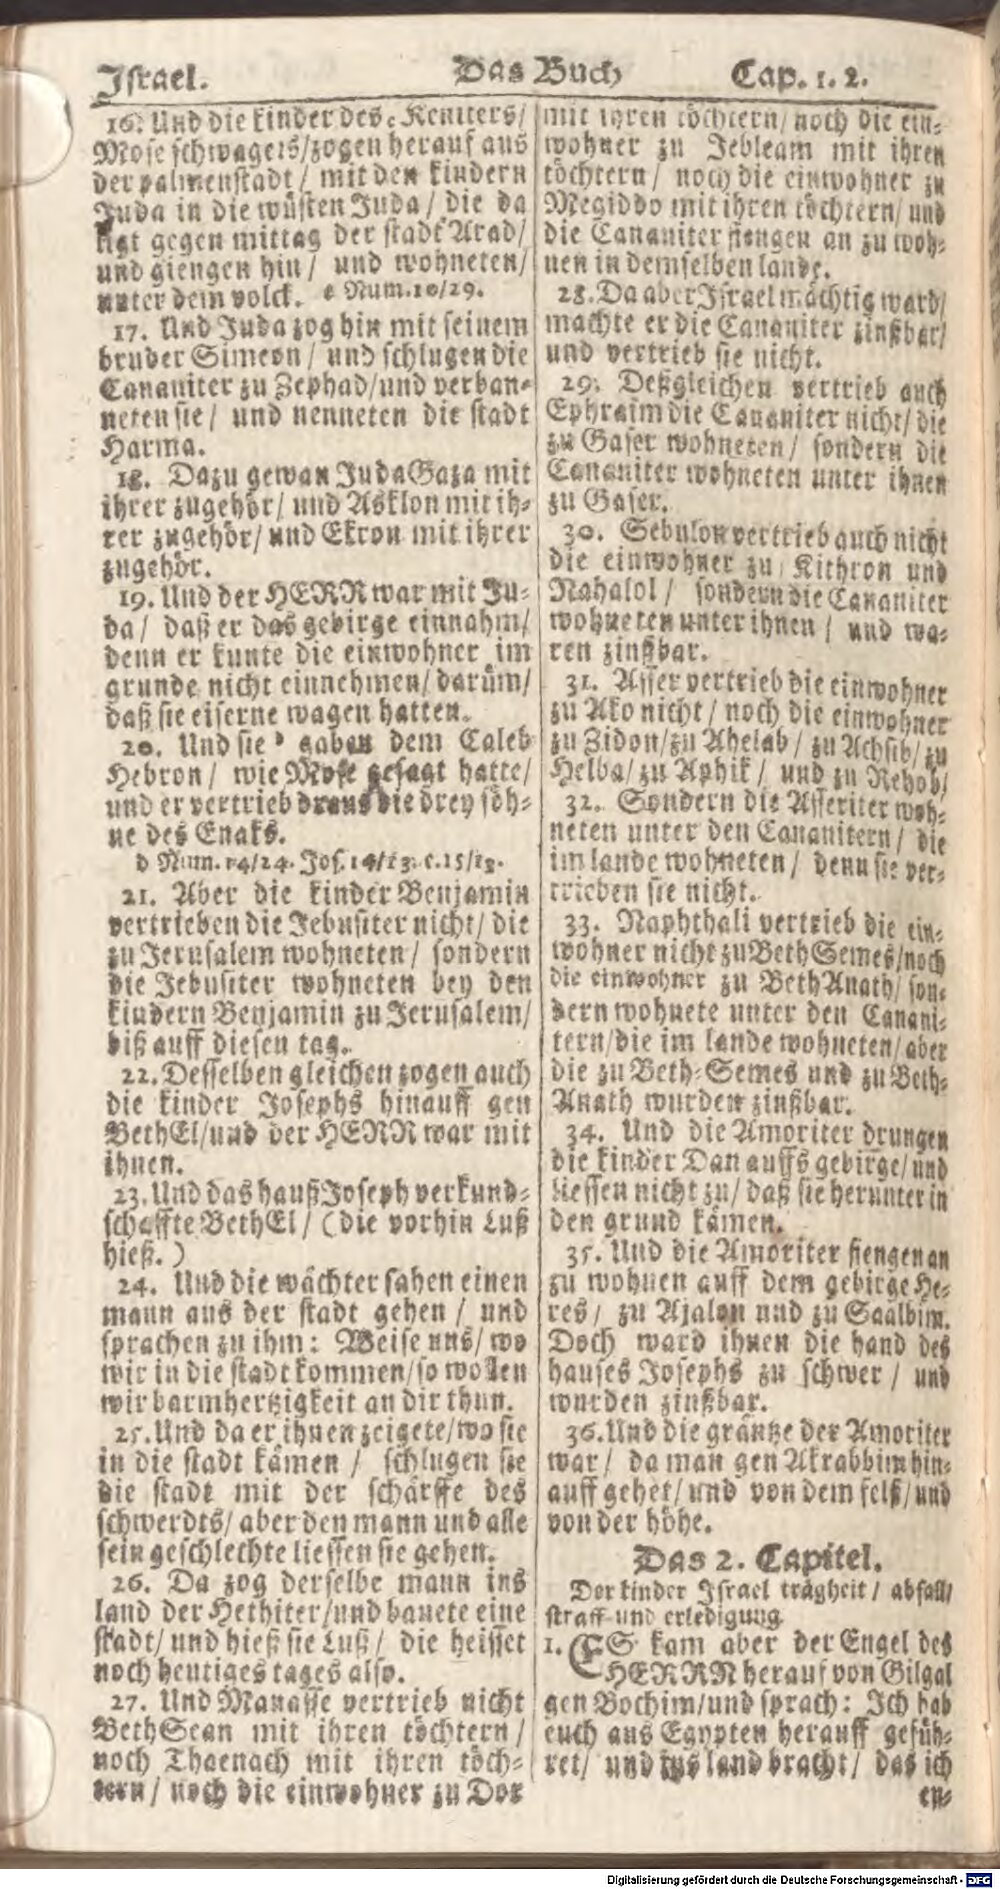 Israel. Das Buch Cap. 1. 2.
16. Und die kinder des e Keniters/
Mose schwagers/zogen herauf aus
der palmenstadt/ mit den kindern
Juda in die wüsten Juda/ die da
ligt gegen mittag der stadt Arad/
und giengen hin/ und wohneten/
unter dem volck. e Num.10/29.
17. Und Juda zog hin mit seinem
bruder Simeon/ und schlugen die
Cananiter zu Zephad/und verban-
neten sie/ und nenneten die stadt
Harma.
18. Dazu gewan Juda Gaza mit
ihrer zugehör/ und Asklon mit ih-
rer zugehör/ und Ekron mit ihrer
zugehör.
19. Und der HERR war mit Ju-
da/ daß er das gebirge einnahm/
denn er kunte die einwohner im
grunde nicht einnehmen/ darüm/
daß sie eiserne wagen hatten.
20. Und sie gaben dem Caleb
Hebron/ wie Mose gesagt hatte/
und er vertrieb draus die drey söh-
ne des Enaks.
d Num. 14/24. Jos. 14/13. c.15/13.
21. Aber die kinder Benjamin
vertrieben die Jebusiter nicht/ die
zu Jerusalem wohneten/ sondern
die Jebusiter wohneten bey den
kindern Benjamin zu Jerusalem/
biß auff diesen tag.
22. Desselben gleichen zogen auch
die kinder Josephs hinauff gen
BethEl/und der HERR war mit
ihnen.
23. Und das hauß Joseph verkund-
schaffte BethEl/ (die vorhin Luß
hieß.)
24. Und die wächter sahen einen
mann aus der stadt gehen/ und
sprachen zu ihm: Weise uns/ wo
wir in die stadt kommen/so wollen
wir barmhertzigkeit an dir thun.
25. Und da er ihnen zeigete/wo sie
in die stadt kämen/ schlugen sie
die stadt mit der schärffe des
schwerdts/ aber den mann und alle
sein geschlechte liessen sie gehen.
26. Da zog derselbe mann ins
land der Hethiter/und bauete eine
stadt/ und hieß sie Luß/ die heisset
noch heutiges tages also.
27. Und Manasse vertrieb nicht
BethSean mit ihren töchtern/
noch Thaenach mit ihren töch-
tern/ noch die einwohner zu Dor
mit ihren töchtern/ noch die ein-
wohner zu Jebleam mit ihren
töchtern/ noch die einwohner zu
Megiddo mit ihren töchtern/ und
die Cananiter fiengen an zu woh-
nen in demselben lande.
28. Da aber Israel mächtig ward/
machte er die Cananiter zinßbar/
und vertrieb sie nicht.
29. Deßgleichen vertrieb auch
Ephraim die Cananiter nicht/ die
zu Gaser wohneten/ sondern die
Cananiter wohneten unter ihnen
zu Gaser.
30. Sebulon vertrieb auch nicht
die einwohner zu Kithron und
Nahalol/ sondern die Cananiter
wohneten unter ihnen/ und wa-
ren zinßbar.
31. Asser vertrieb die einwohner
zu Ako nicht/ noch die einwohner
zu Zidon/zu Ahelab/ zu Achsib/ zu
Helba/ zu Aphik/ und zu Rehob/
32. Sondern die Asseriter woh-
neten unter den Cananitern/ die
im lande wohneten/ denn sie ver-
trieben sie nicht.
33. Naphthali vertrieb die ein-
wohner nicht zu BethSemes/noch
die einwohner zu BethAnath/ son-
dern wohnete unter den Canani-
tern/die im lande wohneten/ aber
die zu Beth-Semes und zu Beth-
Anath wurden zinßbar.
34. Und die Amoriter drungen
die kinder Dan auffs gebirge/ und
liessen nicht zu/ daß sie herunter in
den grund kämen.
35. Und die Amoriter fiengen an
zu wohnen auff dem gebirge He-
res/ zu Ajalon und zu Saalbim.
Doch ward ihnen die hand des
hauses Josephs zu schwer/ und
wurden zinßbar.
36. Und die gräntze der Amoriter
war/ da man gen Akrabbim hin-
auff gehet/ und von dem felß/ und
von der höhe.
Das 2. Capitel.
Der kinder Israel trägheit/ abfall/
straff und erledigung
1. ES kam aber der Engel des
HERRN herauf von Gilgal
gen Bochim/und sprach: Ich hab
euch aus Egypten herauff gefüh-
ret/ und ins land bracht/ das ich
en-
Digitalisierung gefördert durch die Deutsche Forschungsgemeinschaft - DFG